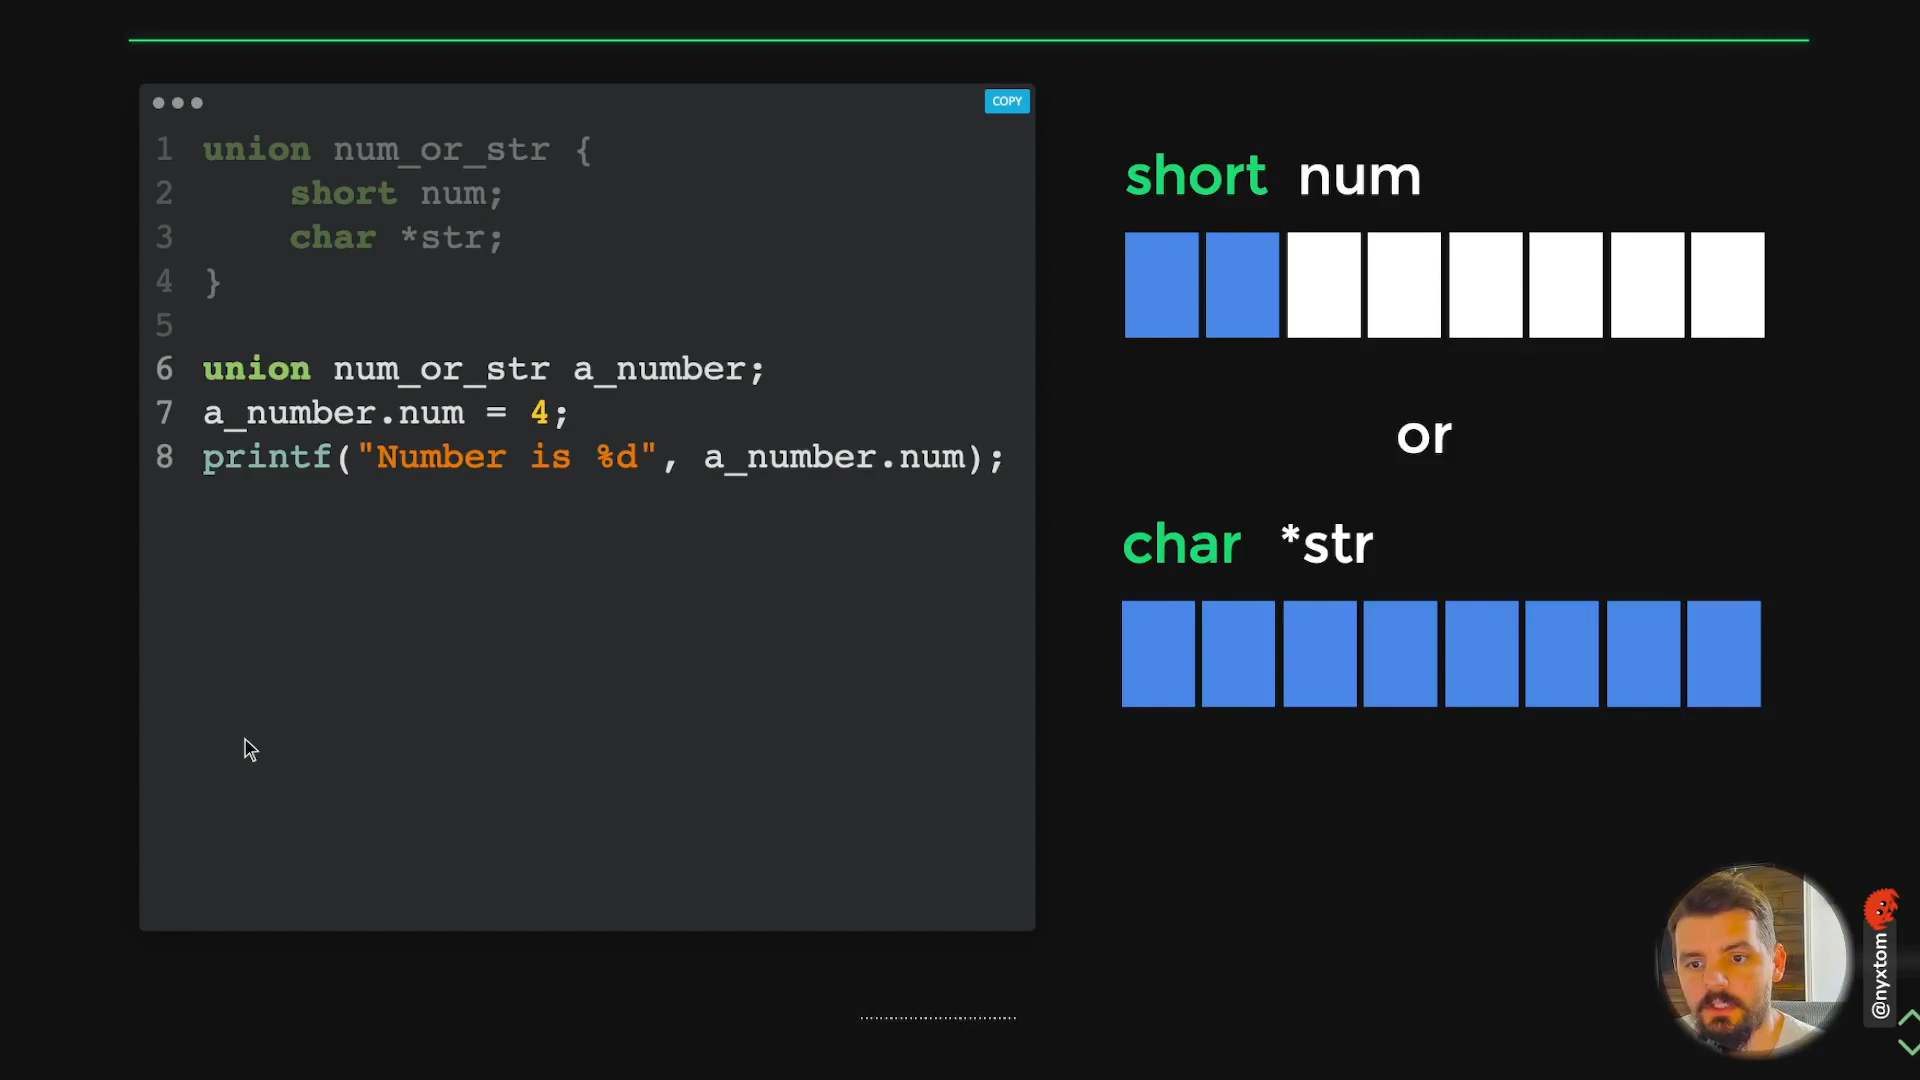 COPY
1 union num_or_str {
2 short num;
3 char *str;
4 }
5
6 union num_or_str a_number;
7 a_number.num = 4;
8 printf("Number is %d", a_number.num);
short num
or
char *str
@nyxtom